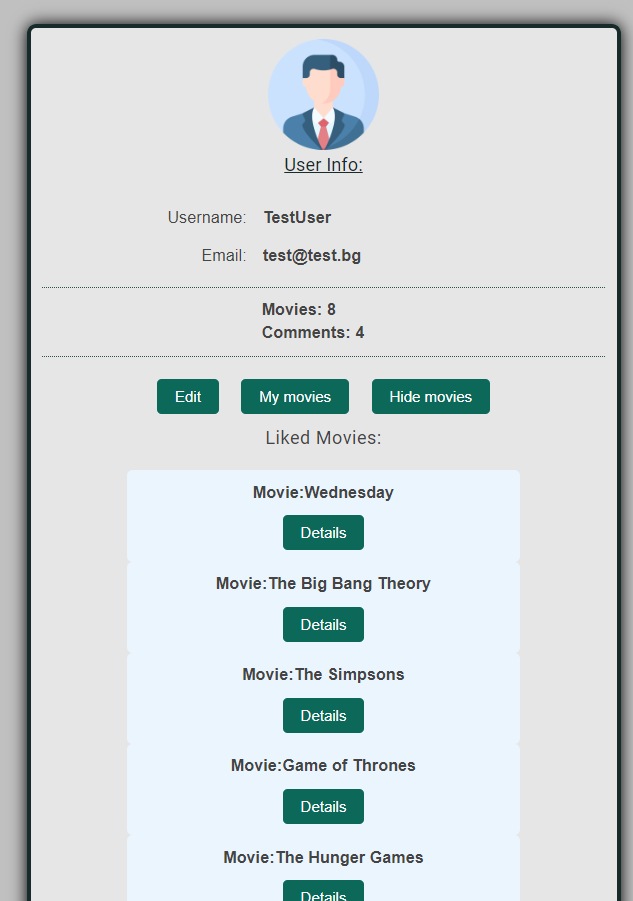 User Info:
Username: TestUser
Email: test@test.bg
Movies: 8
Comments: 4
Edit My movies Hide movies
Liked Movies:
Movie:Wednesday
Details
Movie:The Big Bang Theory
Details
Movie:The Simpsons
Details
Movie:Game of Thrones
Details
Movie:The Hunger Games
Details